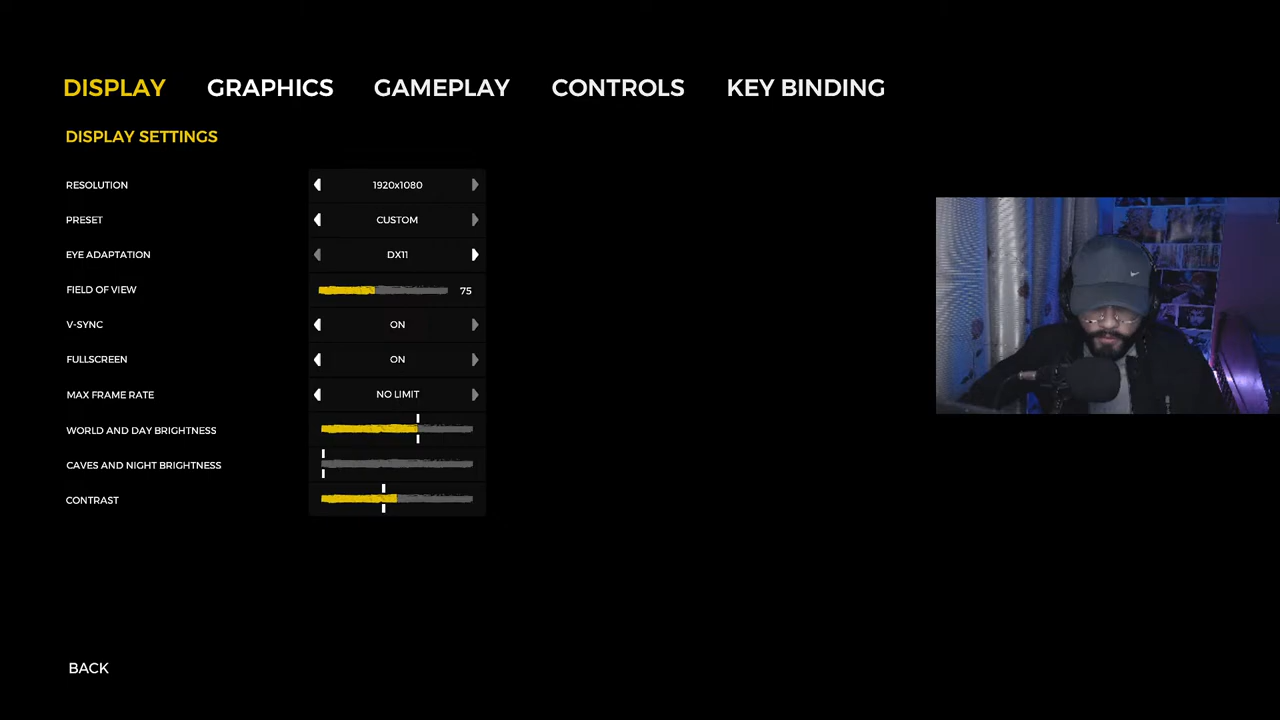 DISPLAY GRAPHICS GAMEPLAY CONTROLS KEY BINDING
DISPLAY SETTINGS
RESOLUTION 1920x1080
PRESET CUSTOM
EYE ADAPTATION DX11
FIELD OF VIEW 75
V-SYNC ON
FULLSCREEN ON
MAX FRAME RATE NO LIMIT
WORLD AND DAY BRIGHTNESS
CAVES AND NIGHT BRIGHTNESS
CONTRAST
BACK